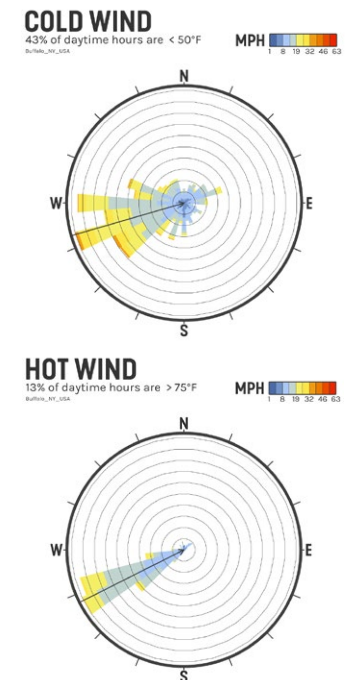 COLD WIND
43% of daytime hours are < 50°F
Buffalo_NY_USA
MPH
1 8 19 32 46 63
N
W E
S
HOT WIND
13% of daytime hours are > 75°F
Buffalo_NY_USA
MPH
1 8 19 32 46 63
N
W E
S